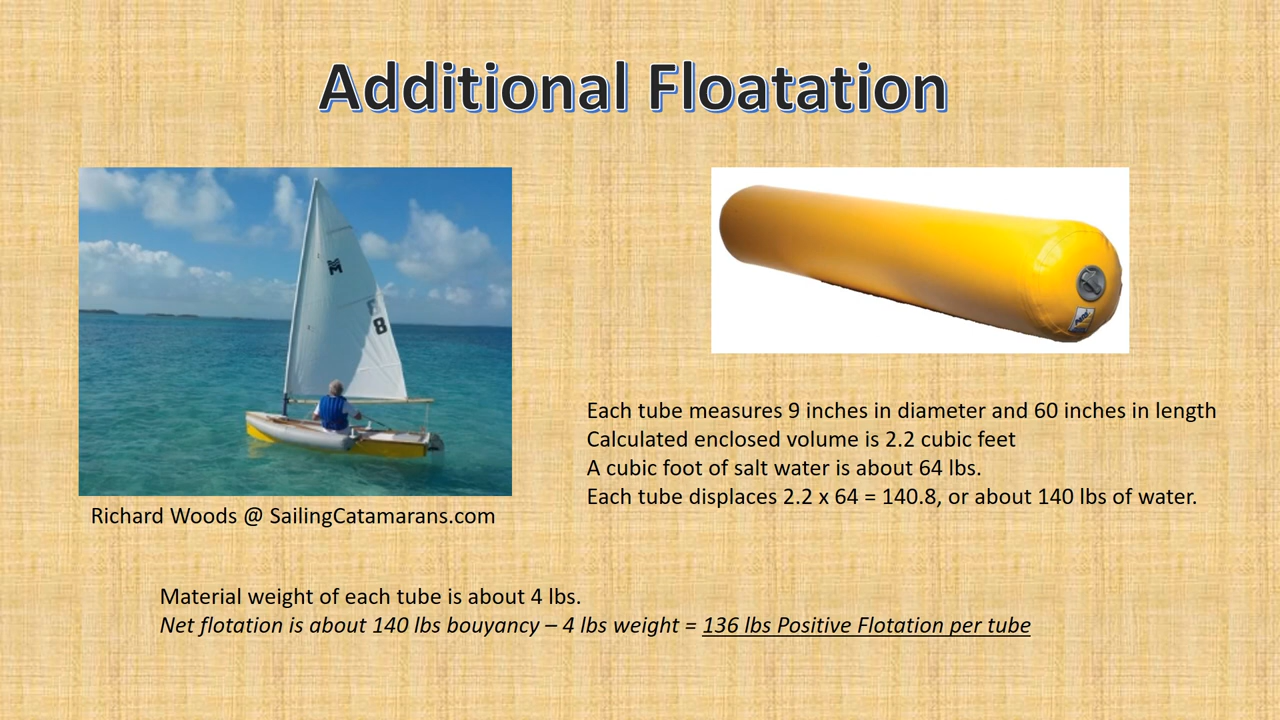 Additional Floatation
8
Richard Woods @ SailingCatamarans.com
Each tube measures 9 inches in diameter and 60 inches in length
Calculated enclosed volume is 2.2 cubic feet
A cubic foot of salt water is about 64 lbs.
Each tube displaces 2.2 x 64 = 140.8, or about 140 lbs of water.
Material weight of each tube is about 4 lbs.
Net flotation is about 140 lbs bouyancy – 4 lbs weight = 136 lbs Positive Flotation per tube